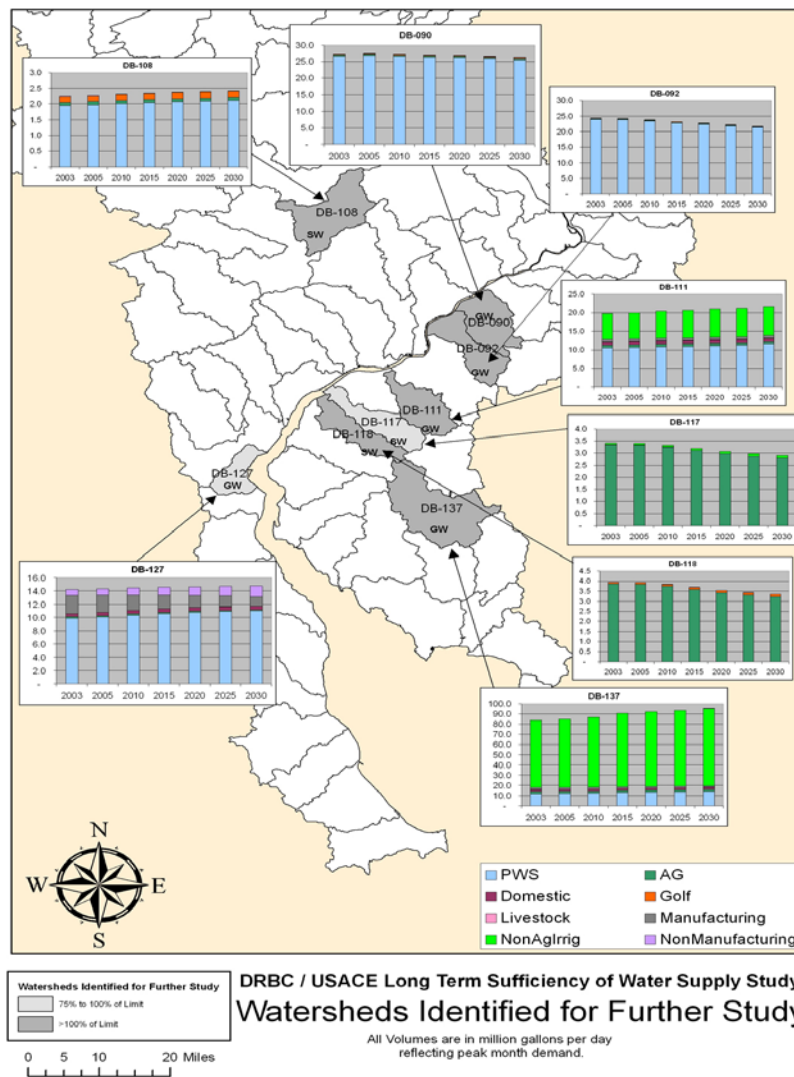 DB-108
3.0
2.5
2.0
1.5
1.0
0.5
-
2003 2005 2010 2015 2020 2025 2030
DB-090
30.0
25.0
20.0
15.0
10.0
5.0
-
2003 2005 2010 2015 2020 2025 2030
DB-092
30.0
25.0
20.0
15.0
10.0
5.0
-
2003 2005 2010 2015 2020 2025 2030
DB-108
SW
GW
DB-090
DB-092
GW
DB-111
25.0
20.0
15.0
10.0
5.0
-
2003 2005 2010 2015 2020 2025 2030
DB-111
GW
DB-117
SW
DB-118
SW
DB-127
GW
DB-137
GW
DB-117
4.0
3.5
3.0
2.5
2.0
1.5
1.0
0.5
-
2003 2005 2010 2015 2020 2025 2030
DB-118
4.5
4.0
3.5
3.0
2.5
2.0
1.5
1.0
0.5
-
2003 2005 2010 2015 2020 2025 2030
DB-127
16.0
14.0
12.0
10.0
8.0
6.0
4.0
2.0
-
2003 2005 2010 2015 2020 2025 2030
DB-137
100.0
90.0
80.0
70.0
60.0
50.0
40.0
30.0
20.0
10.0
-
2003 2005 2010 2015 2020 2025 2030
N
W E
S
PWS AG
Domestic Golf
Livestock Manufacturing
NonAgIrrig NonManufacturing
Watersheds Identified for Further Study
75% to 100% of Limit
>100% of Limit
0 5 10 20 Miles
DRBC / USACE Long Term Sufficiency of Water Supply Study
Watersheds Identified for Further Study
All Volumes are in million gallons per day
reflecting peak month demand.